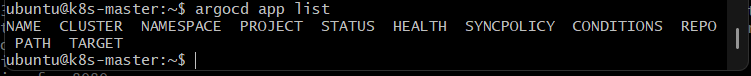 ubuntu@k8s-master:~$ argocd app list
NAME  CLUSTER  NAMESPACE  PROJECT  STATUS  HEALTH  SYNCPOLICY  CONDITIONS  REPO
 PATH  TARGET
ubuntu@k8s-master:~$